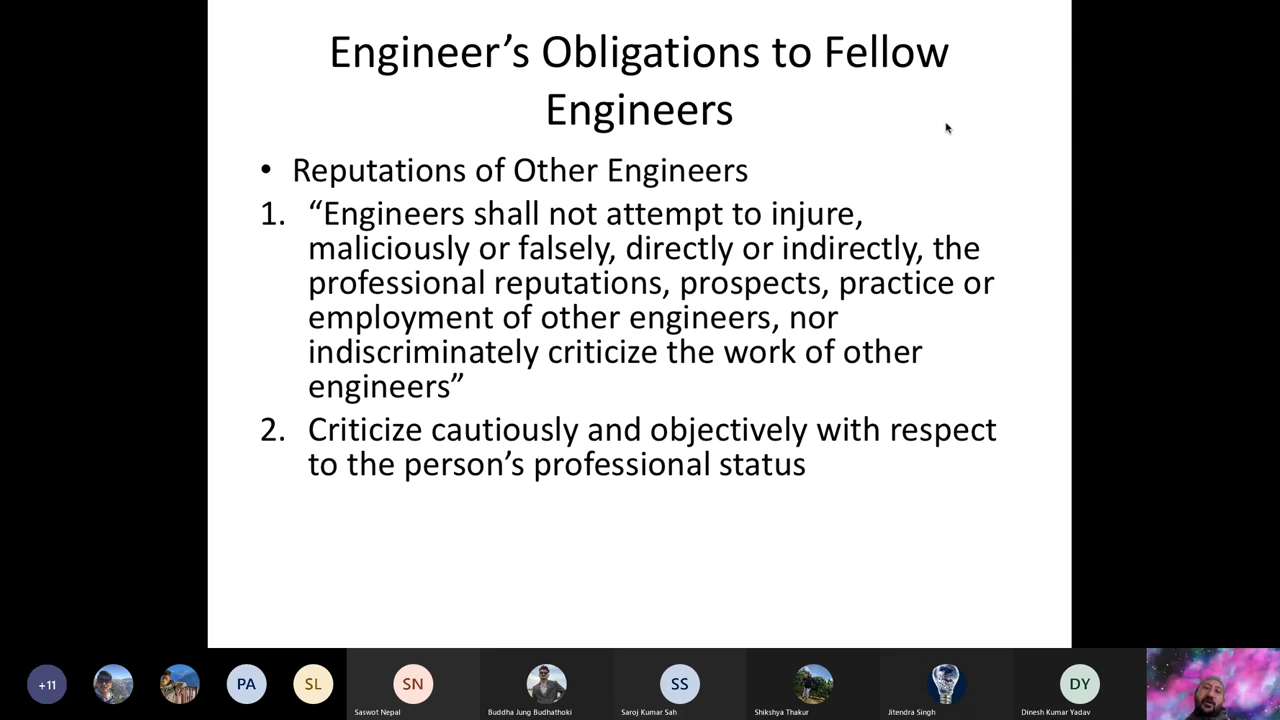 Engineer’s Obligations to Fellow
Engineers
• Reputations of Other Engineers
1. “Engineers shall not attempt to injure,
maliciously or falsely, directly or indirectly, the
professional reputations, prospects, practice or
employment of other engineers, nor
indiscriminately criticize the work of other
engineers”
2. Criticize cautiously and objectively with respect
to the person’s professional status
+11
PA
SL
SN
SS
DY
Saswot Nepal
Buddha Jung Budhathoki
Saroj Kumar Sah
Shikshya Thakur
Jitendra Singh
Dinesh Kumar Yadav